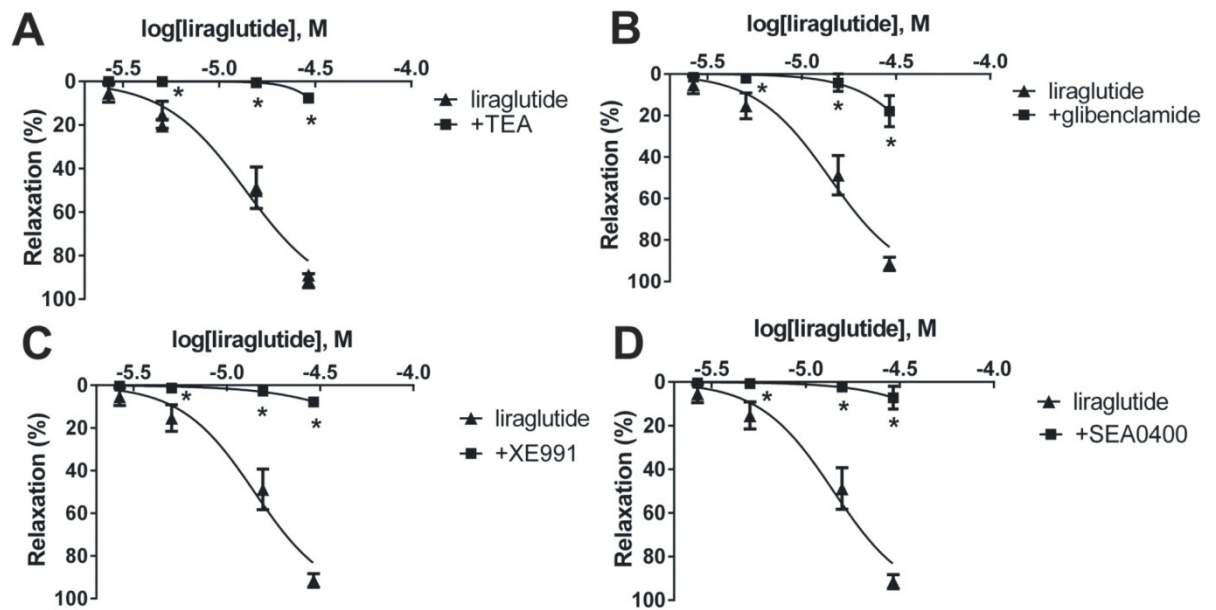 A
log[liraglutide], M
-5.5 -5.0 -4.5 -4.0
0
20
40
60
80
100
Relaxation (%)
* * *
liraglutide
+TEA
B
log[liraglutide], M
-5.5 -5.0 -4.5 -4.0
0
20
40
60
80
100
Relaxation (%)
* * *
liraglutide
+glibenclamide
C
log[liraglutide], M
-5.5 -5.0 -4.5 -4.0
0
20
40
60
80
100
Relaxation (%)
* * *
liraglutide
+XE991
D
log[liraglutide], M
-5.5 -5.0 -4.5 -4.0
0
20
40
60
80
100
Relaxation (%)
* * *
liraglutide
+SEA0400